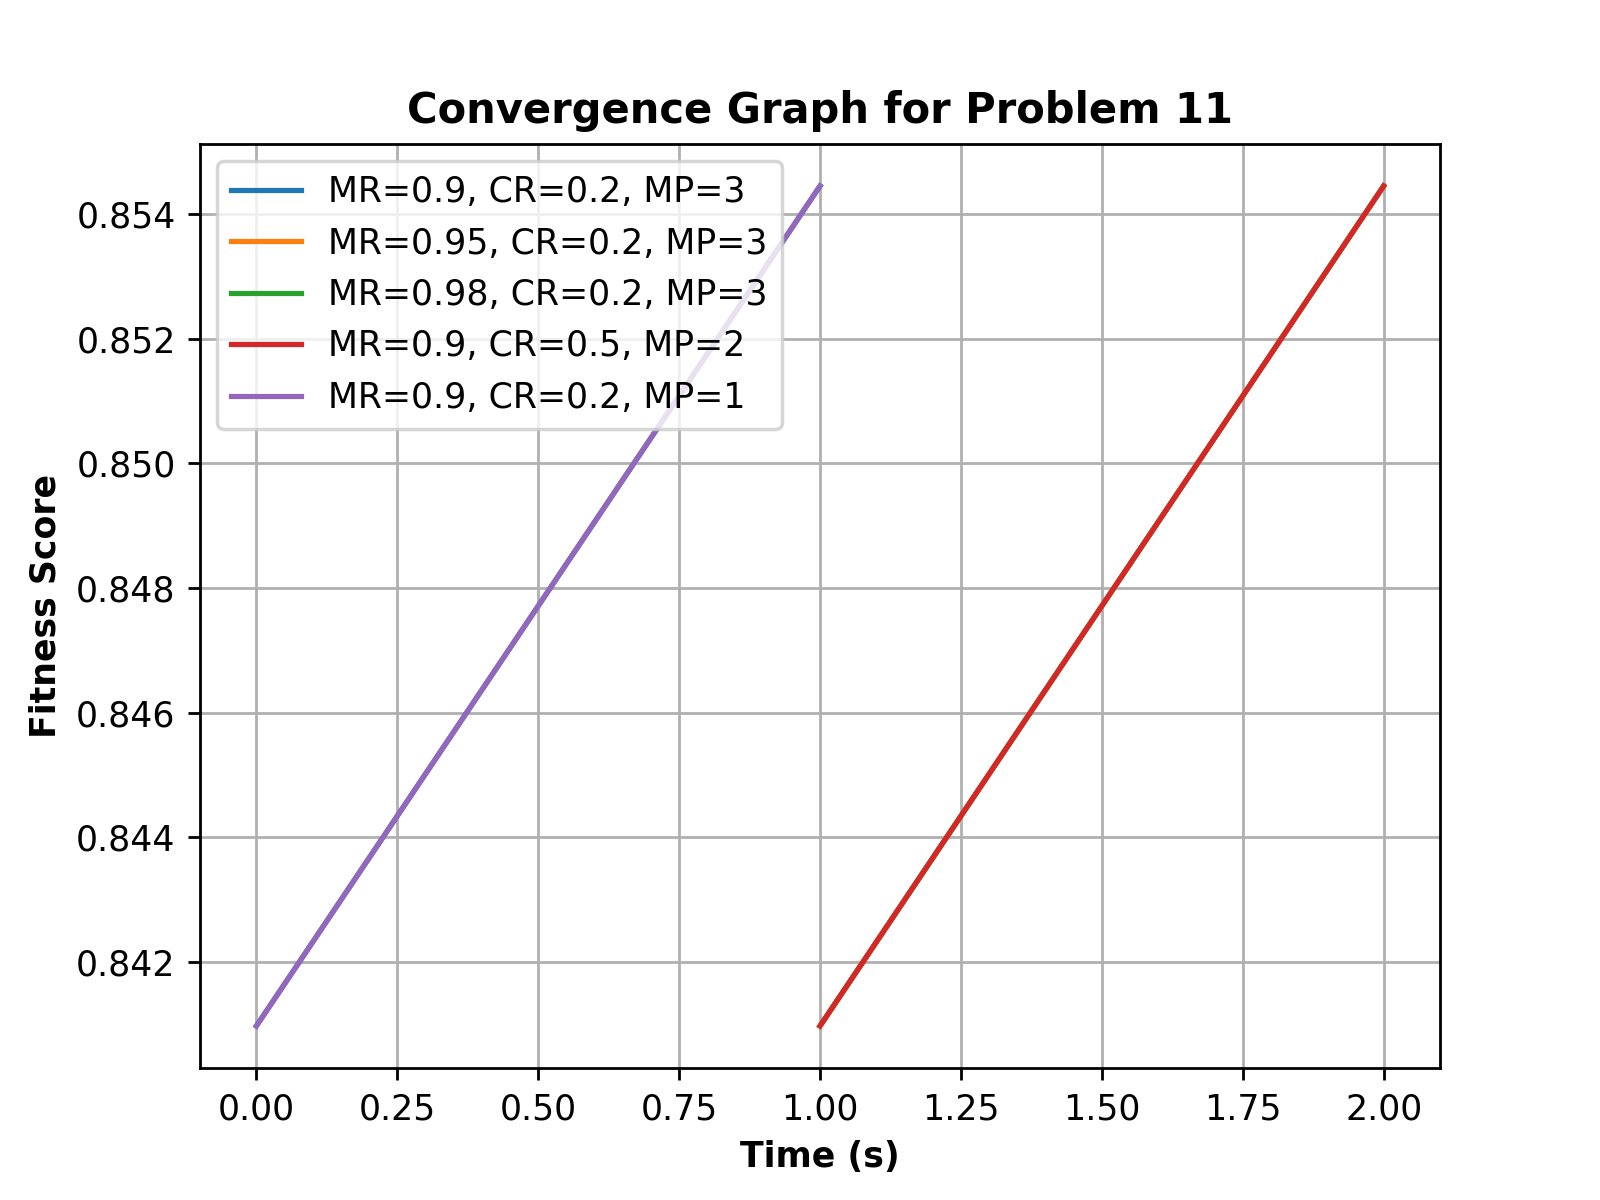 Convergence Graph for Problem 11
MR=0.9, CR=0.2, MP=3
MR=0.95, CR=0.2, MP=3
MR=0.98, CR=0.2, MP=3
MR=0.9, CR=0.5, MP=2
MR=0.9, CR=0.2, MP=1
0.854
0.852
0.850
0.848
0.846
0.844
0.842
Fitness Score
0.00 0.25 0.50 0.75 1.00 1.25 1.50 1.75 2.00
Time (s)